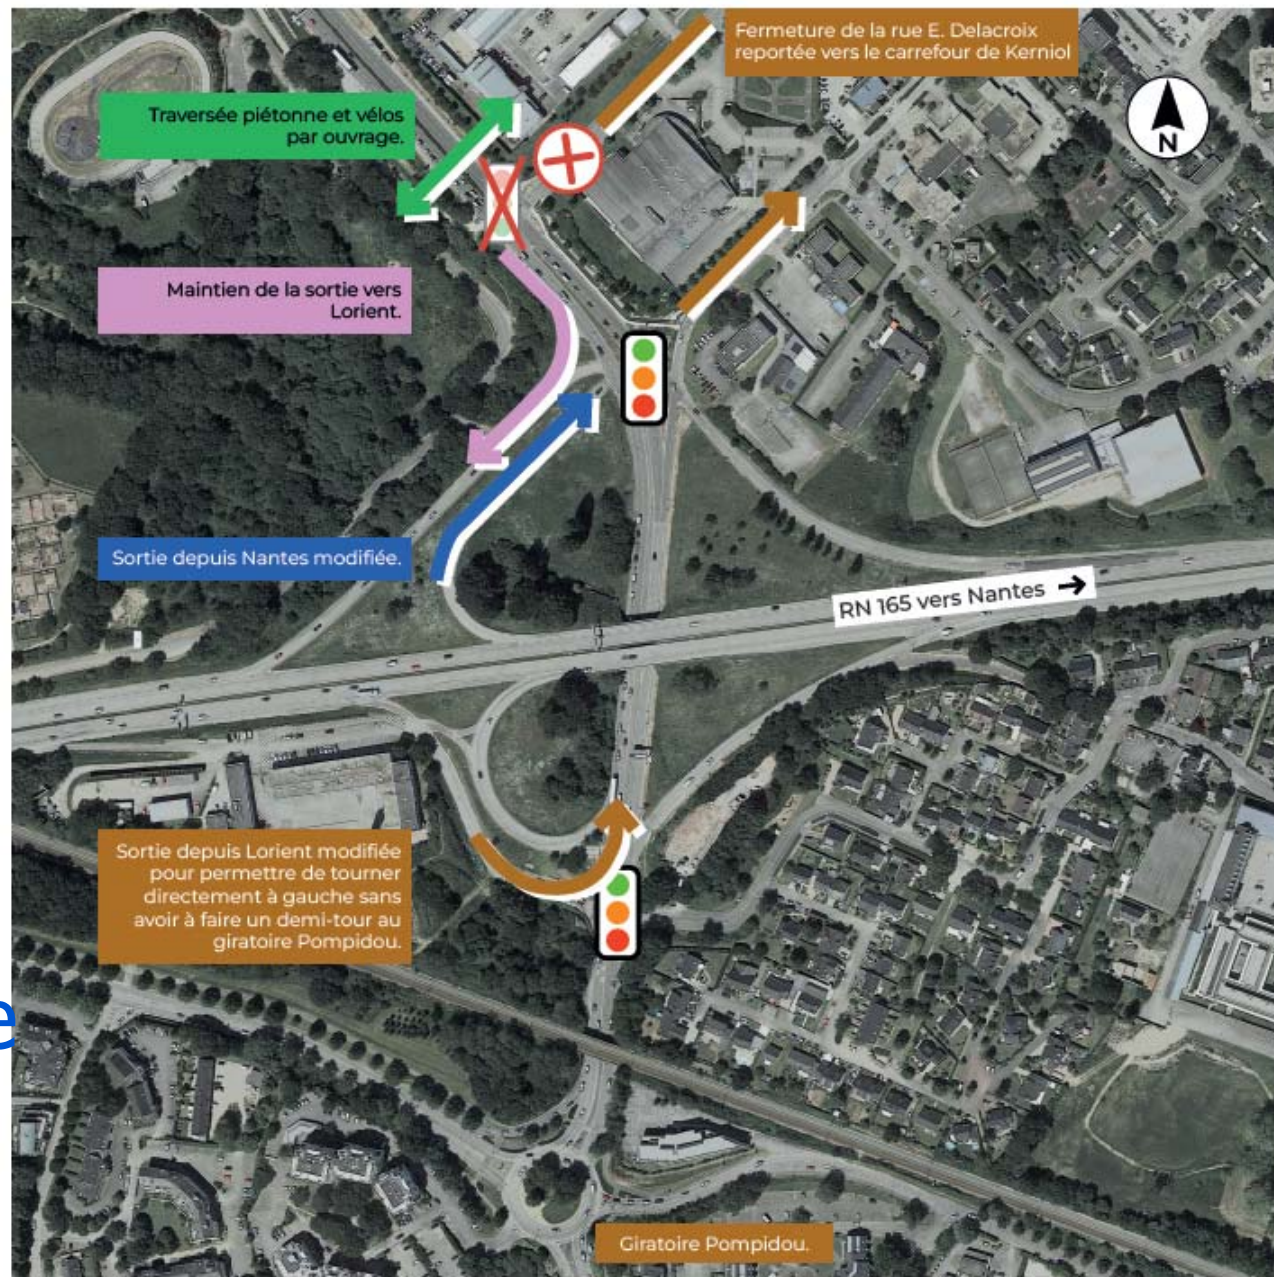 Fermeture de la rue E. Delacroix
reportée vers le carrefour de Kerniol
N
Traversée piétonne et vélos
par ouvrage.
Maintien de la sortie vers
Lorient.
Sortie depuis Nantes modifiée.
RN 165 vers Nantes →
Sortie depuis Lorient modifiée
pour permettre de tourner
directement à gauche sans
avoir à faire un demi-tour au
giratoire Pompidou.
e
Giratoire Pompidou.